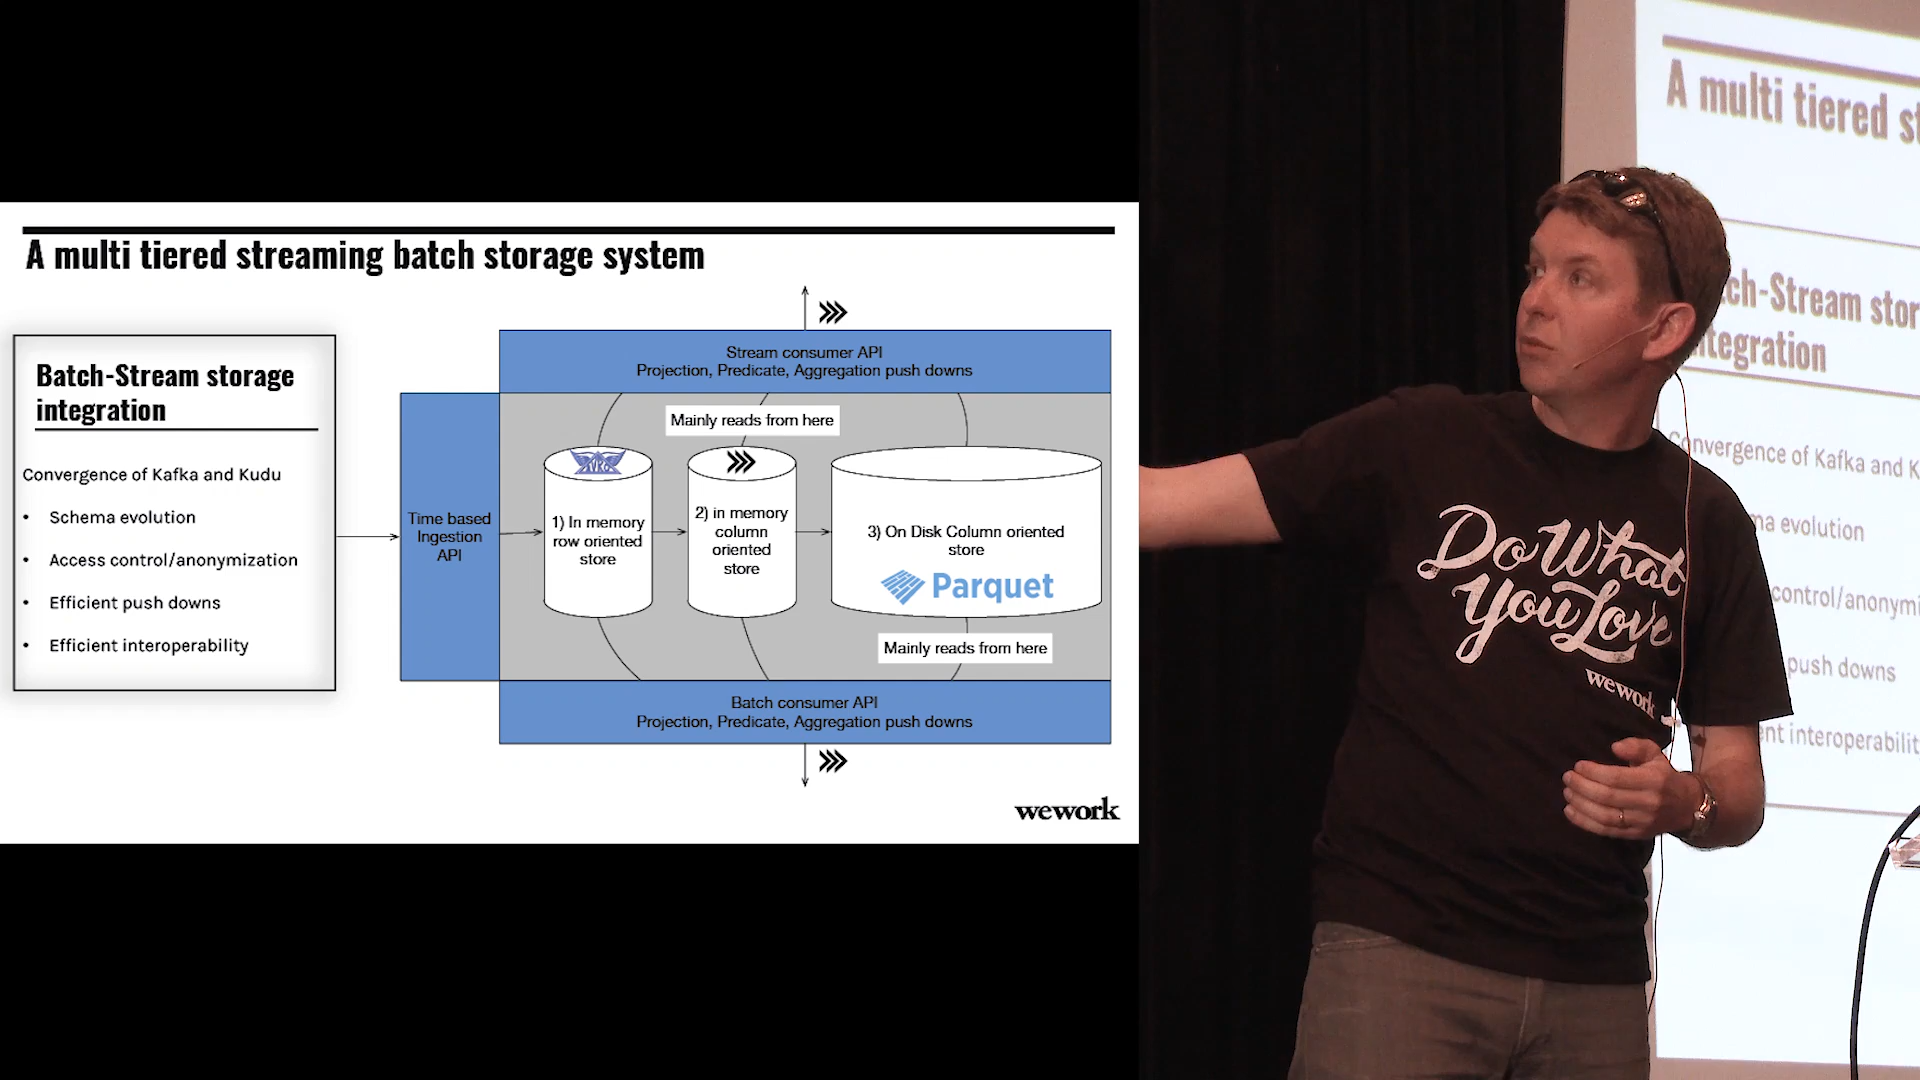 A multi tiered streaming batch storage system
Batch-Stream storage
integration
Convergence of Kafka and Kudu
• Schema evolution
• Access control/anonymization
• Efficient push downs
• Efficient interoperability
Stream consumer API
Projection, Predicate, Aggregation push downs
Mainly reads from here
Time based
Ingestion
API
1) In memory
row oriented
store
2) in memory
column
oriented
store
3) On Disk Column oriented
store
Parquet
Mainly reads from here
Batch consumer API
Projection, Predicate, Aggregation push downs
wework
A multi tiered s
ch-Stream stor
ntegration
onvergence of Kafka and K
ma evolution
control/anonymi
push downs
nt interoperabilit
Do What
You Love
wework